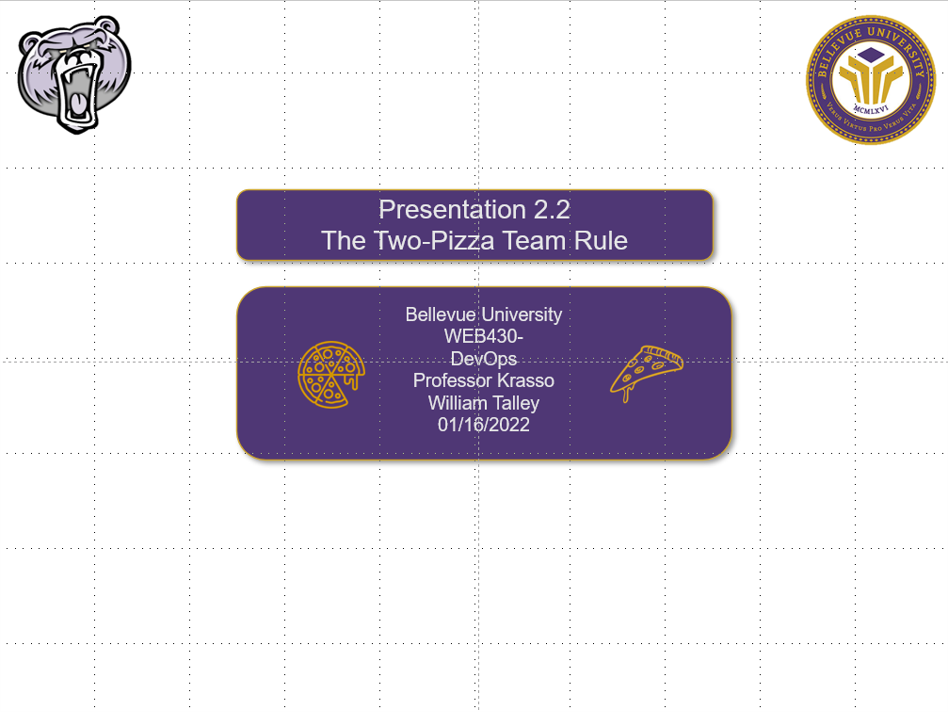 BELLEVUE UNIVERSITY
MCMLXVI
VERUS VIRTUS PRO VERUS VITA
Presentation 2.2
The Two-Pizza Team Rule
Bellevue University
WEB430-
DevOps
Professor Krasso
William Talley
01/16/2022